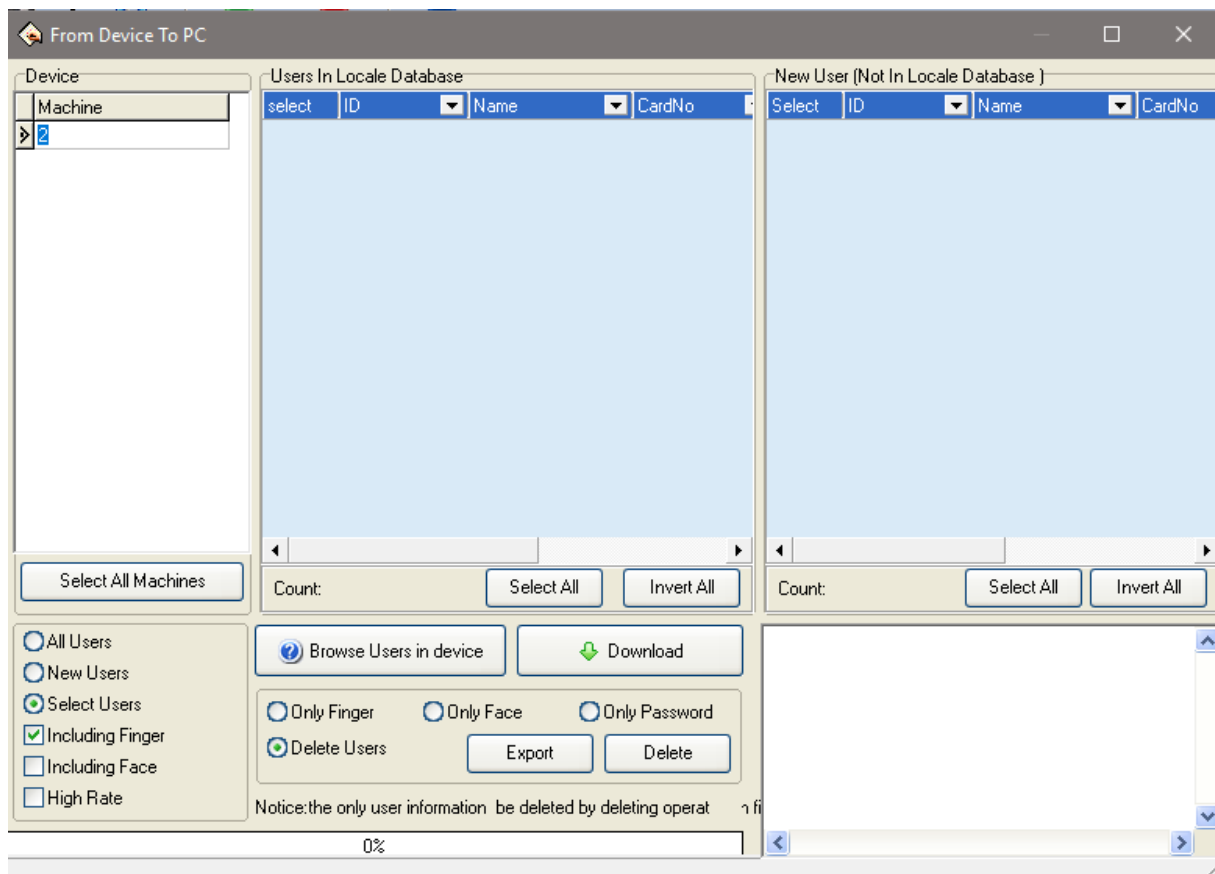 From Device To PC
Device
Machine
2
Select All Machines
Users In Locale Database
select ID Name CardNo
Count: Select All Invert All
New User (Not In Locale Database )
Select ID Name CardNo
Count: Select All Invert All
All Users
New Users
Select Users
Including Finger
Including Face
High Rate
Browse Users in device Download
Only Finger Only Face Only Password
Delete Users Export Delete
Notice:the only user information be deleted by deleting operat
0%